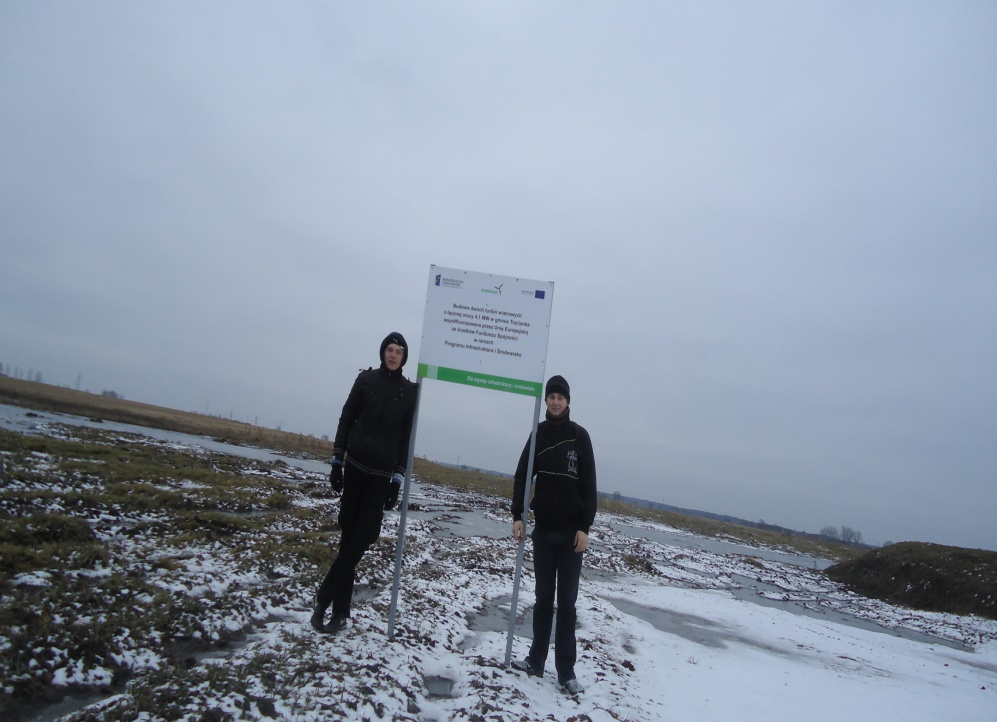 Budowa dwóch turbin wiatrowych
o łącznej mocy 4,1 MW w gminie Trzcianka
współfinansowana przez Unię Europejską
ze środków Funduszu Spójności
w ramach
Programu Infrastruktura i Środowisko
Dla rozwoju infrastruktury i środowiska